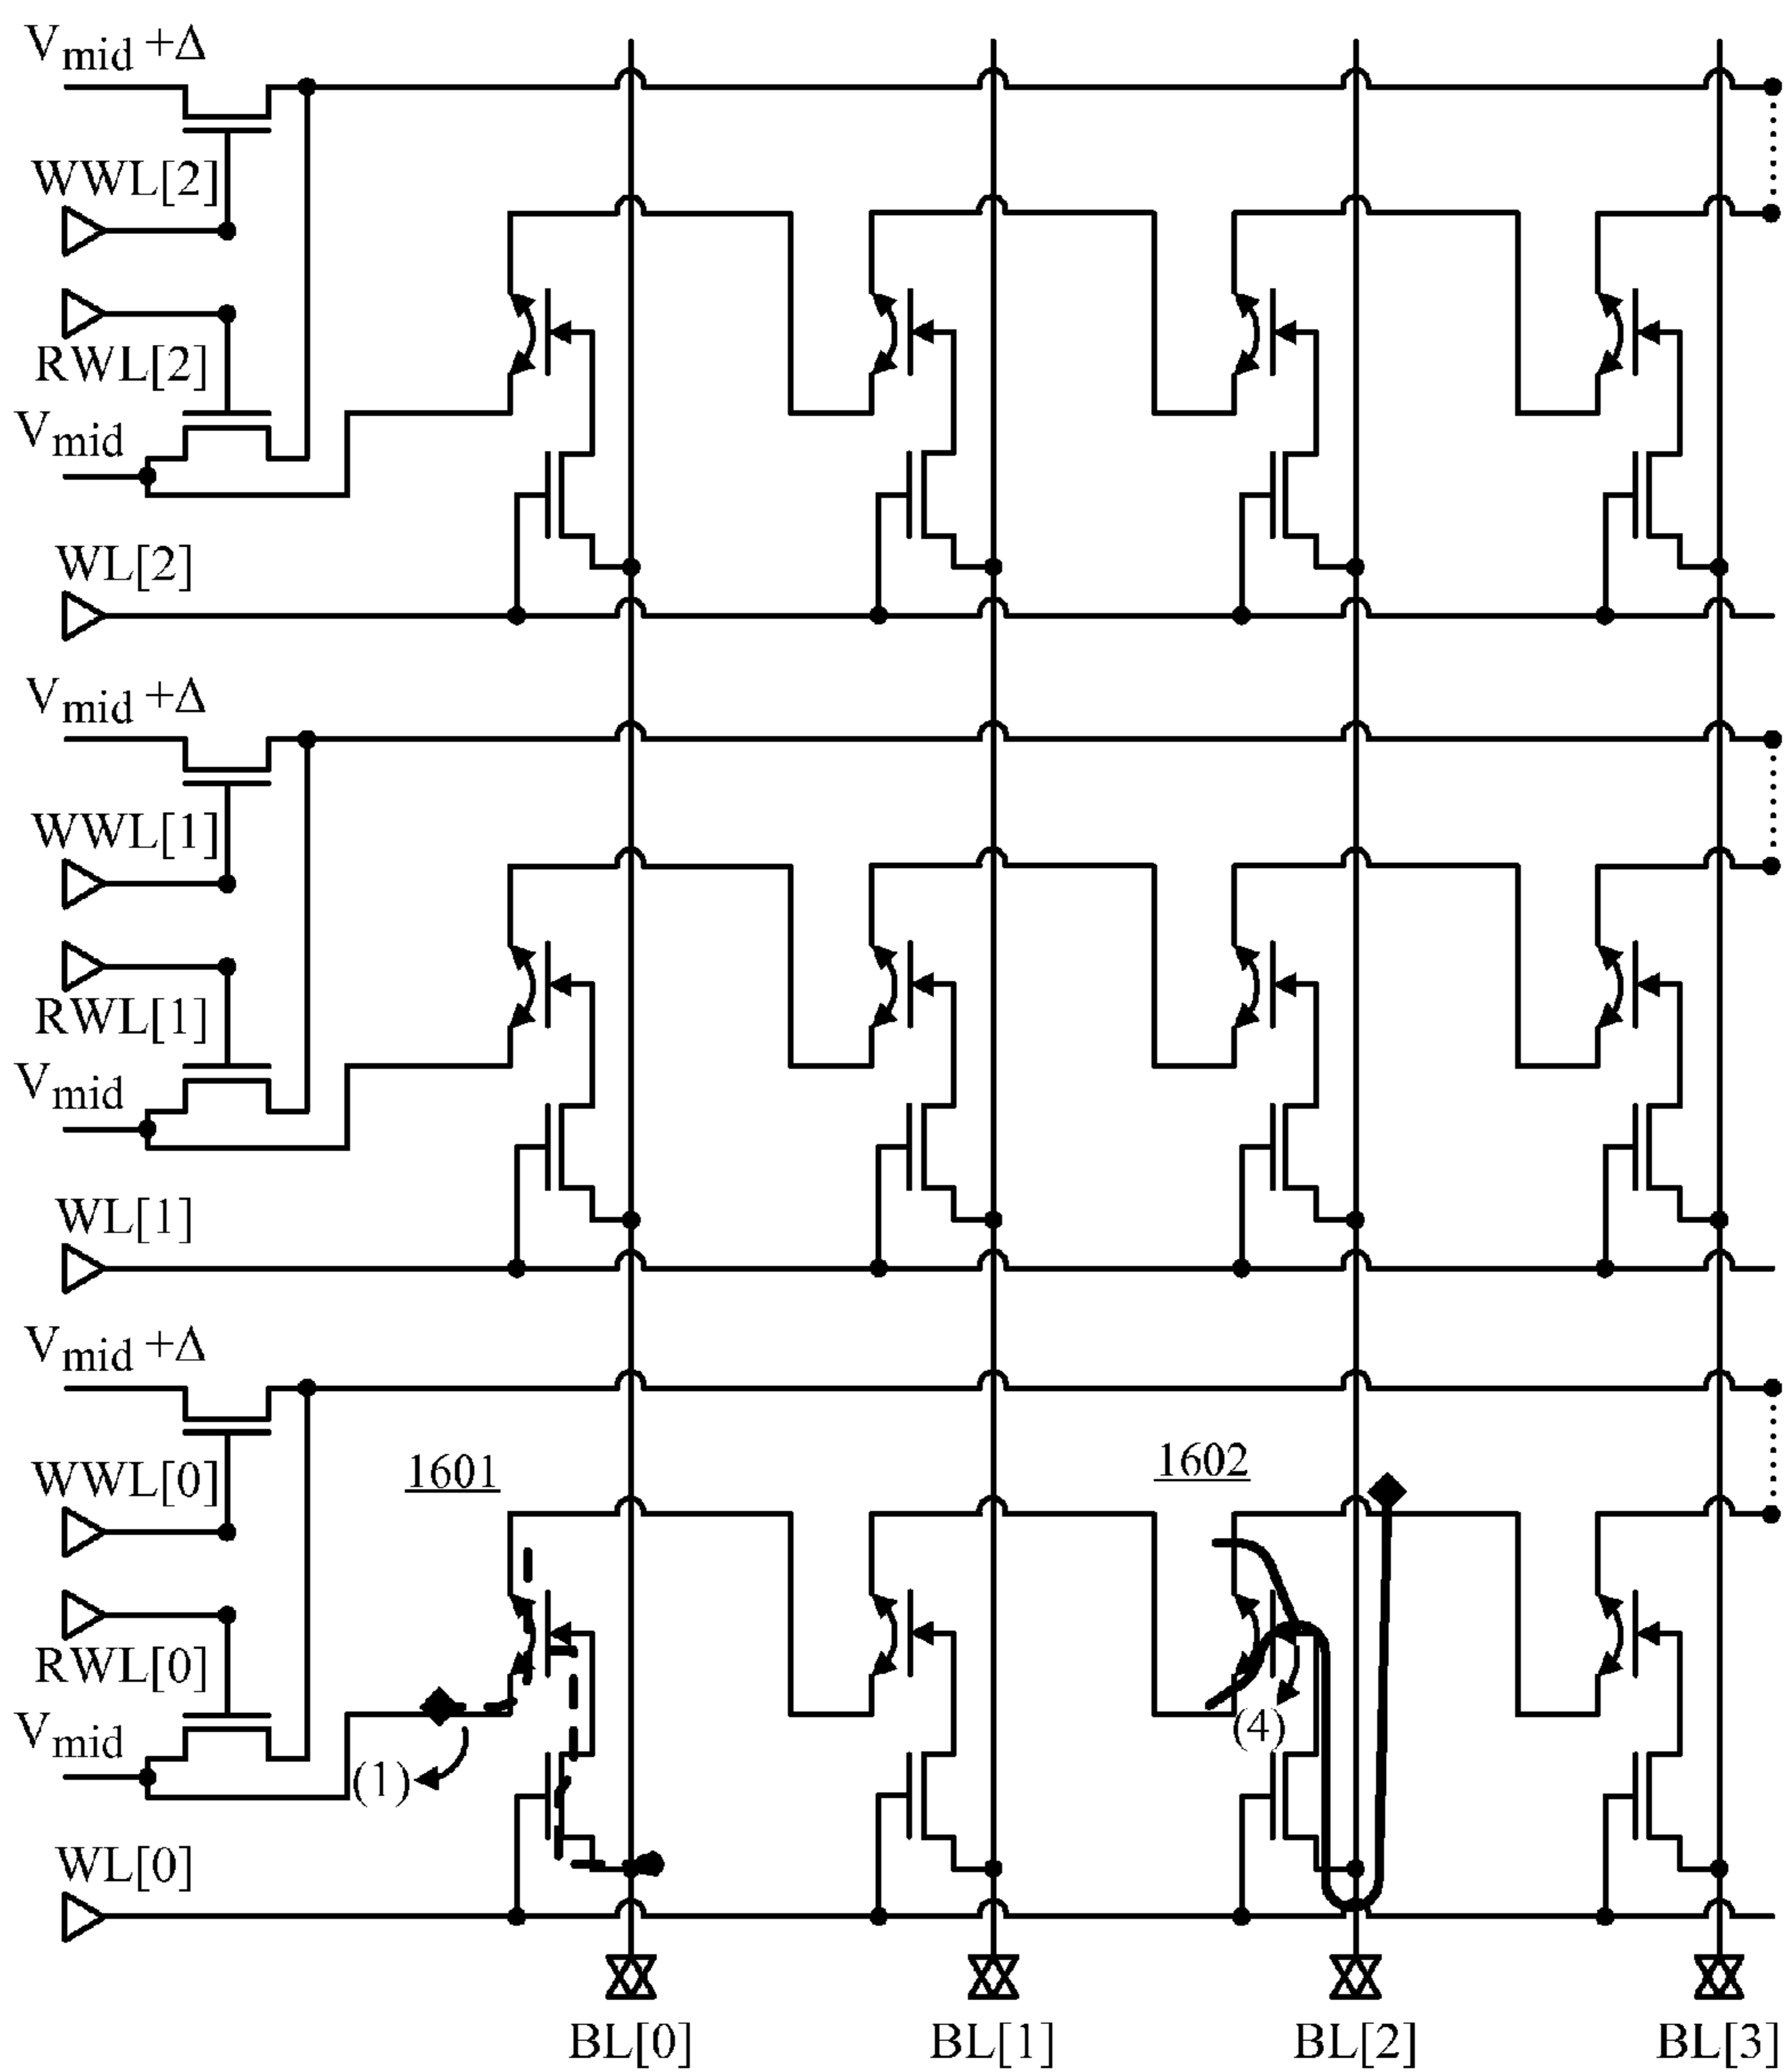 Vmid +Δ
WWL[2]
RWL[2]
Vmid
WL[2]
Vmid +Δ
WWL[1]
RWL[1]
Vmid
WL[1]
Vmid +Δ
1601 1602
WWL[0]
RWL[0]
Vmid
(1) (4)
WL[0]
BL[0] BL[1] BL[2] BL[3]